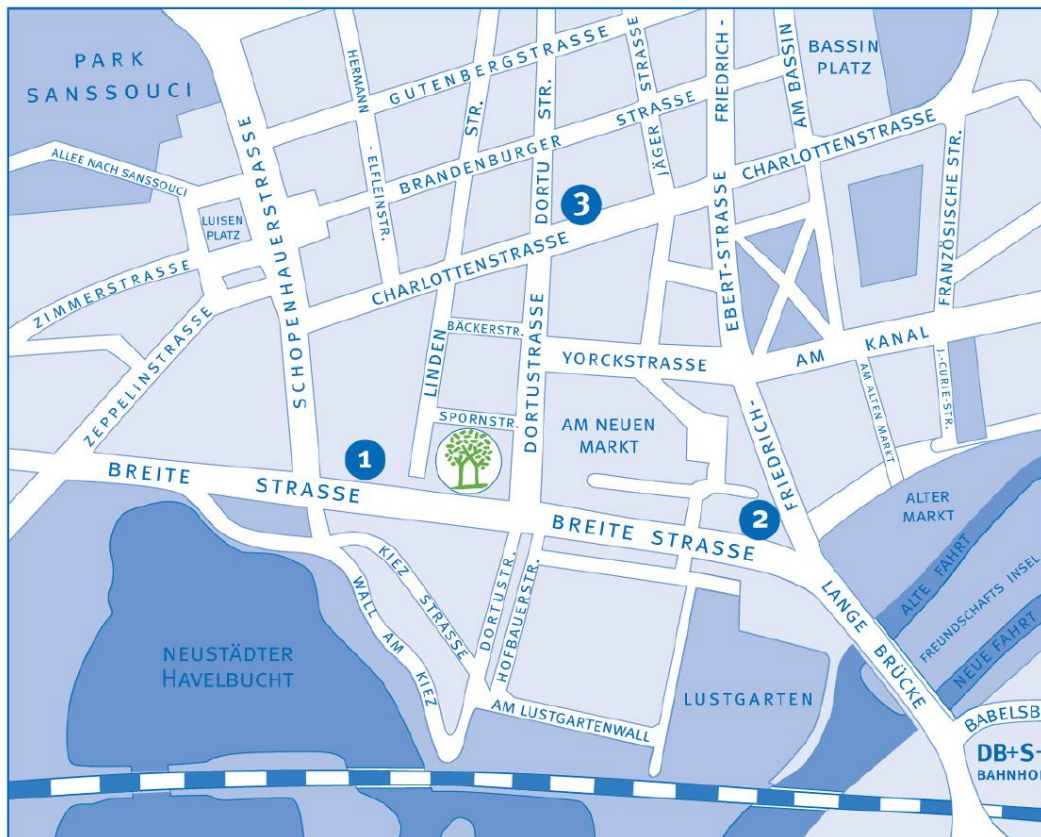 PARK
SANSSOUCI
ALLEE NACH SANSSOUCI
LUISEN
PLATZ
ZIMMERSTRASSE
ZEPPELINSTRASSE
SCHOPENHAUERSTRASSE
HERMANN
- ELFLEINSTR.
GUTENBERGSTRASSE
STR.
LINDEN
BRANDENBURGER
STRASSE
STR.
DORTU
JÄGER
STRASSE
FRIEDRICH-
EBERT-STRASSE
AM BASSIN
BASSIN
PLATZ
CHARLOTTENSTRASSE
CHARLOTTENSTRASSE
3
FRANZÖSISCHE STR.
BÄCKERSTR.
YORCKSTRASSE
AM KANAL
SPORNSTR.
DORTUSTRASSE
AM NEUEN
MARKT
FRIEDRICH-
AM ALTEN MARKT
J.-CURIE-STR.
ALTER
MARKT
1
BREITE STRASSE
2
BREITE STRASSE
KIEZ STRASSE
WALL AM KIEZ
DORTUSTR.
HOFBAUERSTR.
AM LUSTGARTENWALL
LUSTGARTEN
NEUSTÄDTER
HAVELBUCHT
LANGE BRÜCKE
ALTE FAHRT
FREUNDSCHAFTS INSEL
NEUE FAHRT
BABELSB
DB+S-
BAHNHO